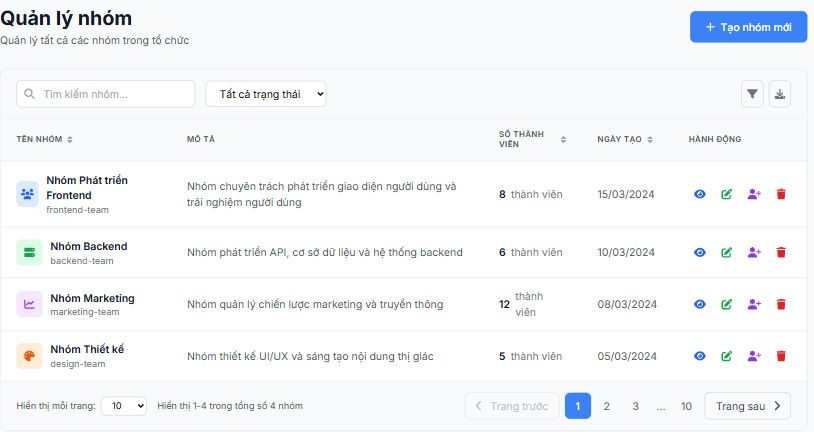 Quản lý nhóm
Quản lý tất cả các nhóm trong tổ chức
Tạo nhóm mới
Tìm kiếm nhóm...
Tất cả trạng thái
TÊN NHÓM
MÔ TẢ
SỐ THÀNH
VIÊN
NGÀY TẠO
HÀNH ĐỘNG
Nhóm Phát triển
Frontend
frontend-team
Nhóm chuyên trách phát triển giao diện người dùng và
trải nghiệm người dùng
8 thành viên
15/03/2024
Nhóm Backend
backend-team
Nhóm phát triển API, cơ sở dữ liệu và hệ thống backend
6 thành viên
10/03/2024
Nhóm Marketing
marketing-team
Nhóm quản lý chiến lược marketing và truyền thông
12 thành
viên
08/03/2024
Nhóm Thiết kế
design-team
Nhóm thiết kế UI/UX và sáng tạo nội dung thị giác
5 thành viên
05/03/2024
Hiển thị mỗi trang: 10 Hiển thị 1-4 trong tổng số 4 nhóm
Trang trước 1 2 3 ... 10 Trang sau